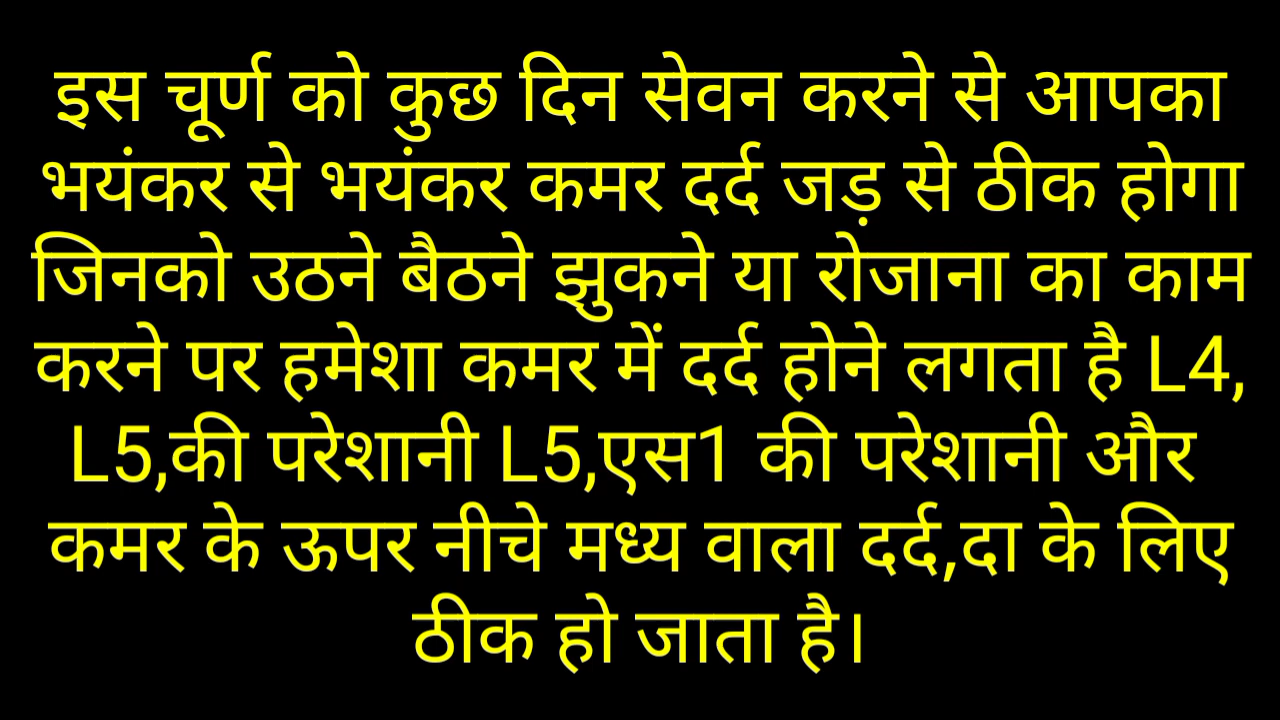 इस चूर्ण को कुछ दिन सेवन करने से आपका
भयंकर से भयंकर कमर दर्द जड़ से ठीक होगा
जिनको उठने बैठने झुकने या रोजाना का काम
करने पर हमेशा कमर में दर्द होने लगता है L4,
L5,की परेशानी L5,एस1 की परेशानी और
कमर के ऊपर नीचे मध्य वाला दर्द,दा के लिए
ठीक हो जाता है।